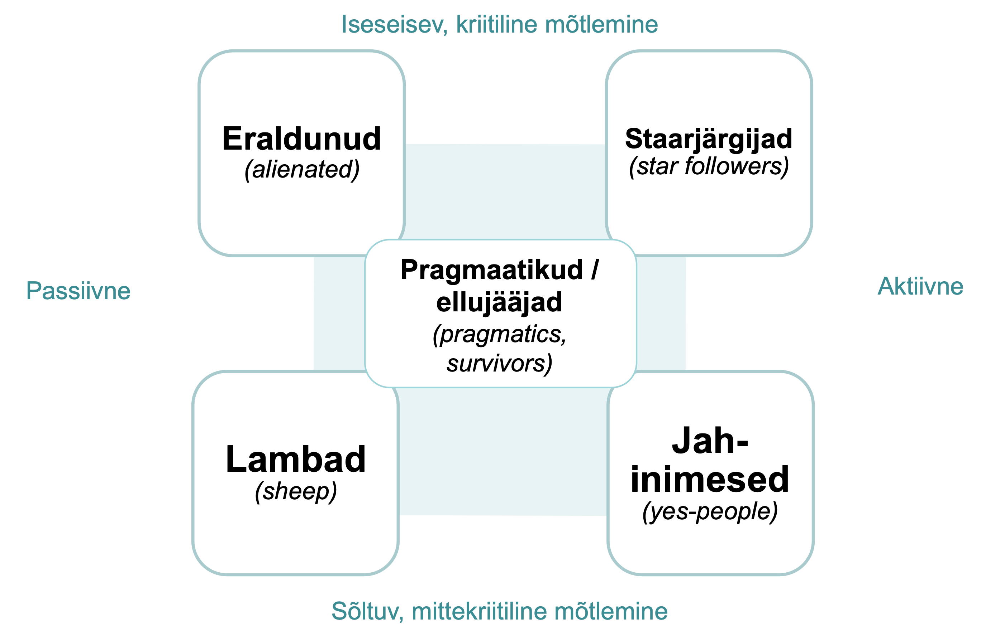 Iseseisev, kriitiline mõtlemine
Eraldunud
(alienated)
Staarjärgijad
(star followers)
Passiivne
Pragmaatikud /
ellujääjad
(pragmatics,
survivors)
Aktiivne
Lambad
(sheep)
Jah-
inimesed
(yes-people)
Sõltuv, mittekriitiline mõtlemine